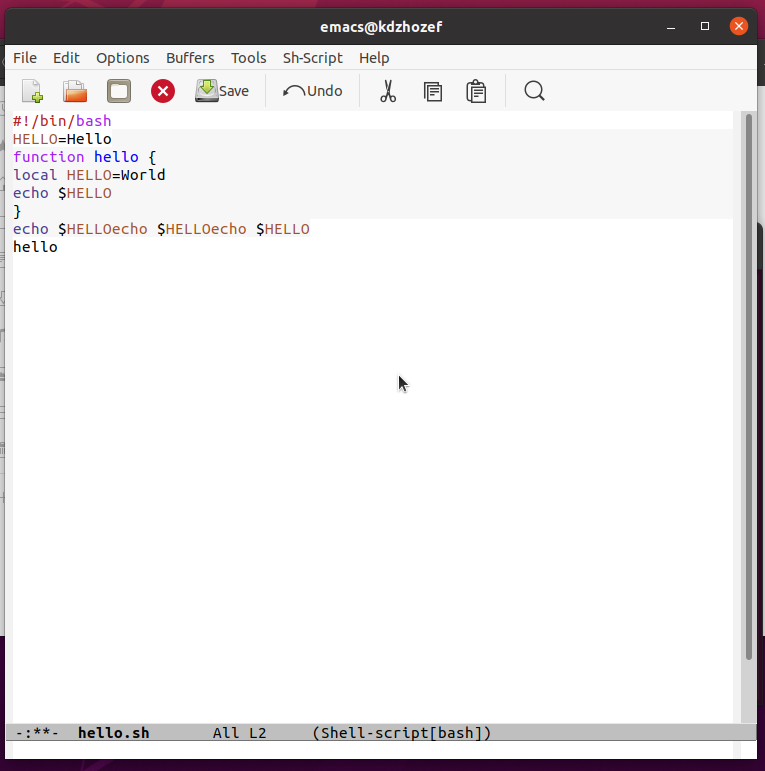 emacs@kdzhozef
File Edit Options Buffers Tools Sh-Script Help
Save Undo
#!/bin/bash
HELLO=Hello
function hello {
local HELLO=World
echo $HELLO
}
echo $HELLOecho $HELLOecho $HELLO
hello
-:**-  hello.sh       All L2     (Shell-script[bash])